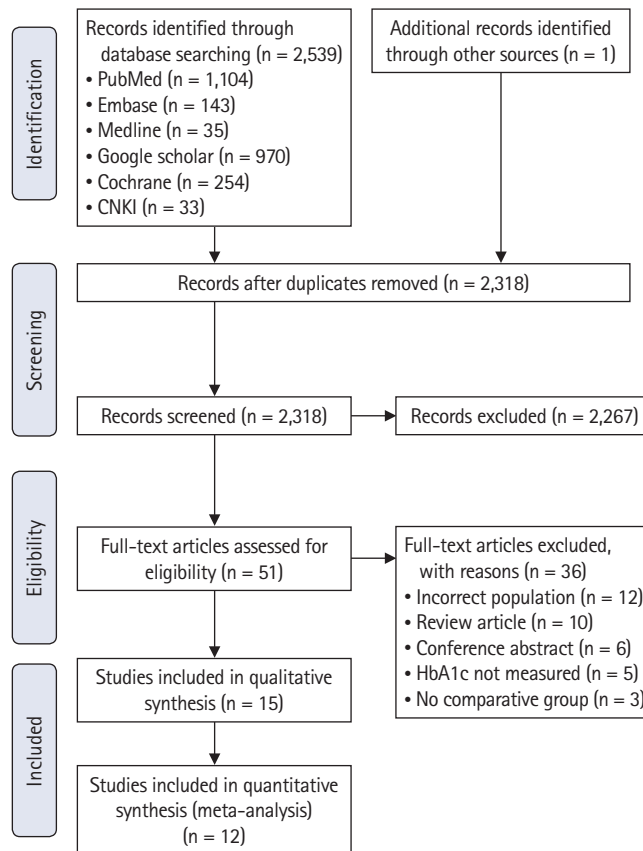 Identification
Records identified through
database searching (n = 2,539)
• PubMed (n = 1,104)
• Embase (n = 143)
• Medline (n = 35)
• Google scholar (n = 970)
• Cochrane (n = 254)
• CNKI (n = 33)
Additional records identified
through other sources (n = 1)
Screening
Records after duplicates removed (n = 2,318)
Records screened (n = 2,318)
Records excluded (n = 2,267)
Eligibility
Full-text articles assessed for
eligibility (n = 51)
Full-text articles excluded,
with reasons (n = 36)
• Incorrect population (n = 12)
• Review article (n = 10)
• Conference abstract (n = 6)
• HbA1c not measured (n = 5)
• No comparative group (n = 3)
Included
Studies included in qualitative
synthesis (n = 15)
Studies included in quantitative
synthesis (meta-analysis)
(n = 12)